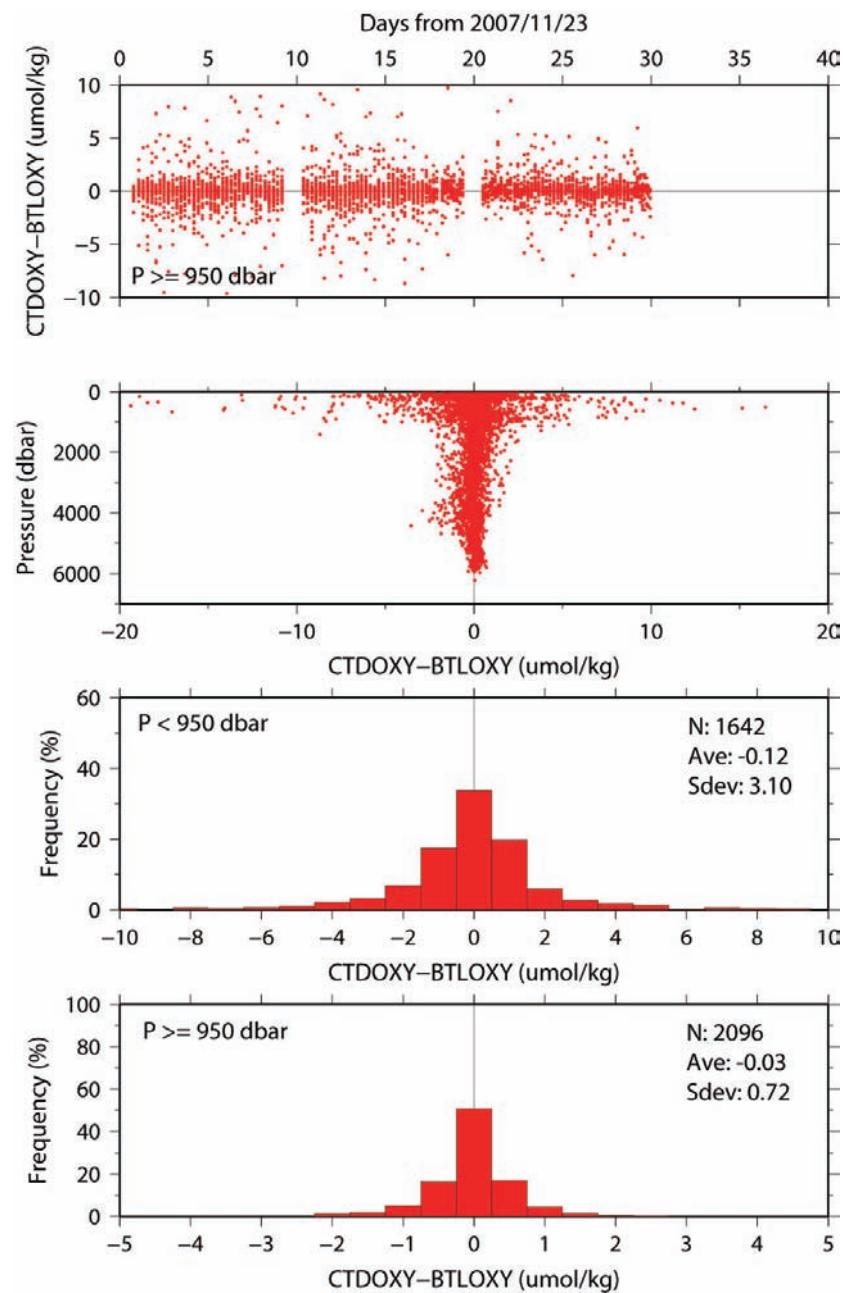 Days from 2007/11/23
0 5 10 15 20 25 30 35 40
CTDOXY−BTLOXY (umol/kg)
10
5
0
−5
−10
P >= 950 dbar
Pressure (dbar)
0
2000
4000
6000
−20 −10 0 10 20
CTDOXY−BTLOXY (umol/kg)
Frequency (%)
60
40
20
0
P < 950 dbar
N: 1642
Ave: -0.12
Sdev: 3.10
−10 −8 −6 −4 −2 0 2 4 6 8 10
CTDOXY−BTLOXY (umol/kg)
Frequency (%)
100
80
60
40
20
0
P >= 950 dbar
N: 2096
Ave: -0.03
Sdev: 0.72
−5 −4 −3 −2 −1 0 1 2 3 4 5
CTDOXY−BTLOXY (umol/kg)